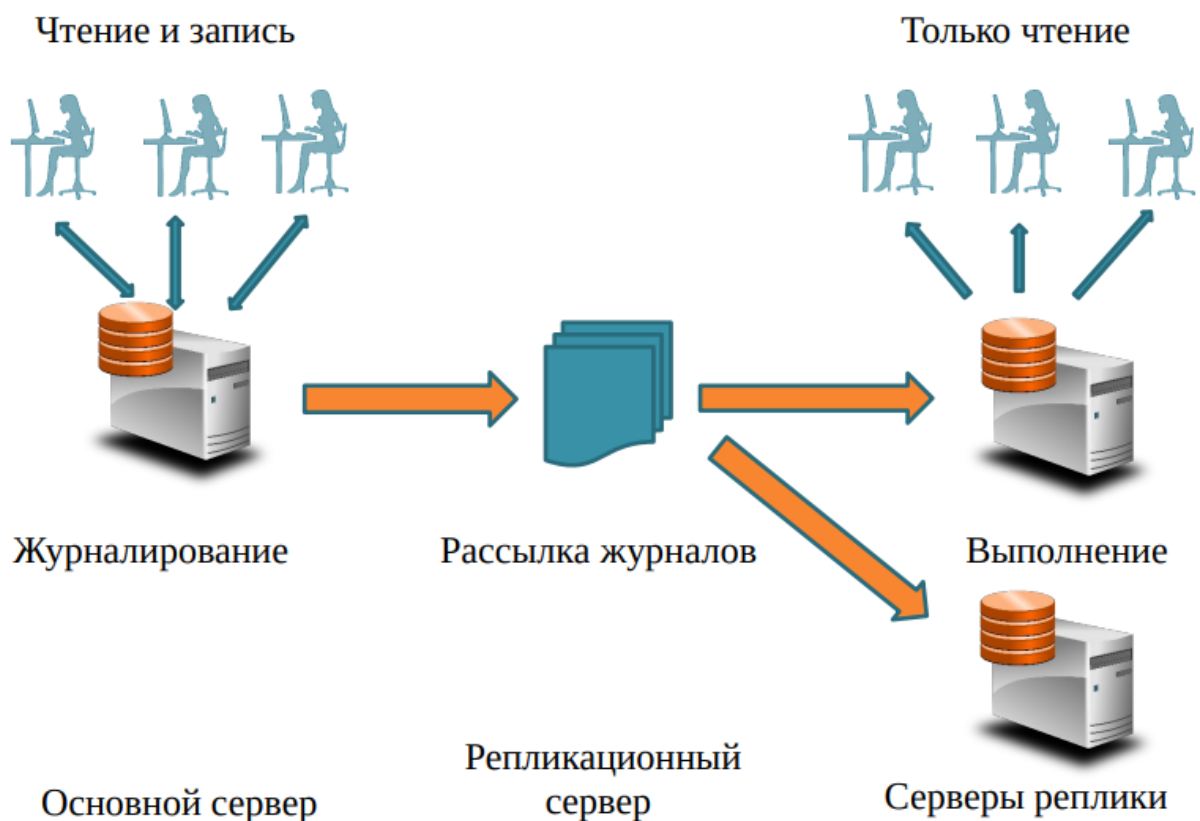 Чтение и запись
Только чтение
Журналирование
Рассылка журналов
Выполнение
Основной сервер
Репликационный
сервер
Серверы реплики